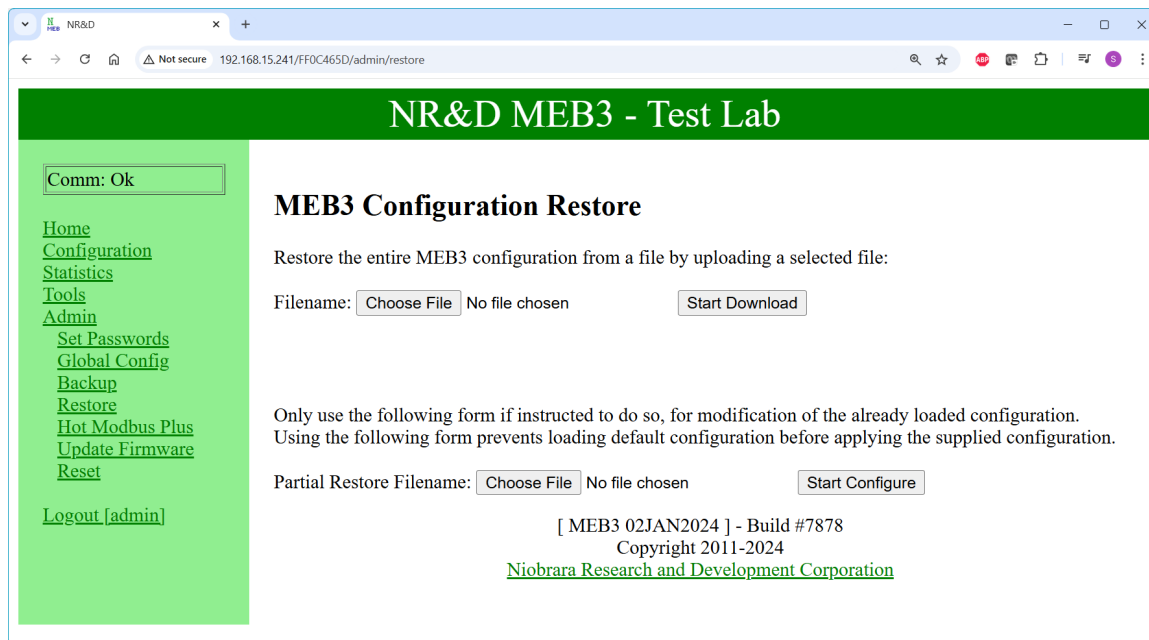 N
MEB
NR&D
Not secure
192.168.15.241/FF0C465D/admin/restore
ABP
S
NR&D MEB3 - Test Lab
Comm: Ok
Home
Configuration
Statistics
Tools
Admin
Set Passwords
Global Config
Backup
Restore
Hot Modbus Plus
Update Firmware
Reset
Logout [admin]
MEB3 Configuration Restore
Restore the entire MEB3 configuration from a file by uploading a selected file:
Filename: Choose File No file chosen Start Download
Only use the following form if instructed to do so, for modification of the already loaded configuration.
Using the following form prevents loading default configuration before applying the supplied configuration.
Partial Restore Filename: Choose File No file chosen Start Configure
[ MEB3 02JAN2024 ] - Build #7878
Copyright 2011-2024
Niobrara Research and Development Corporation